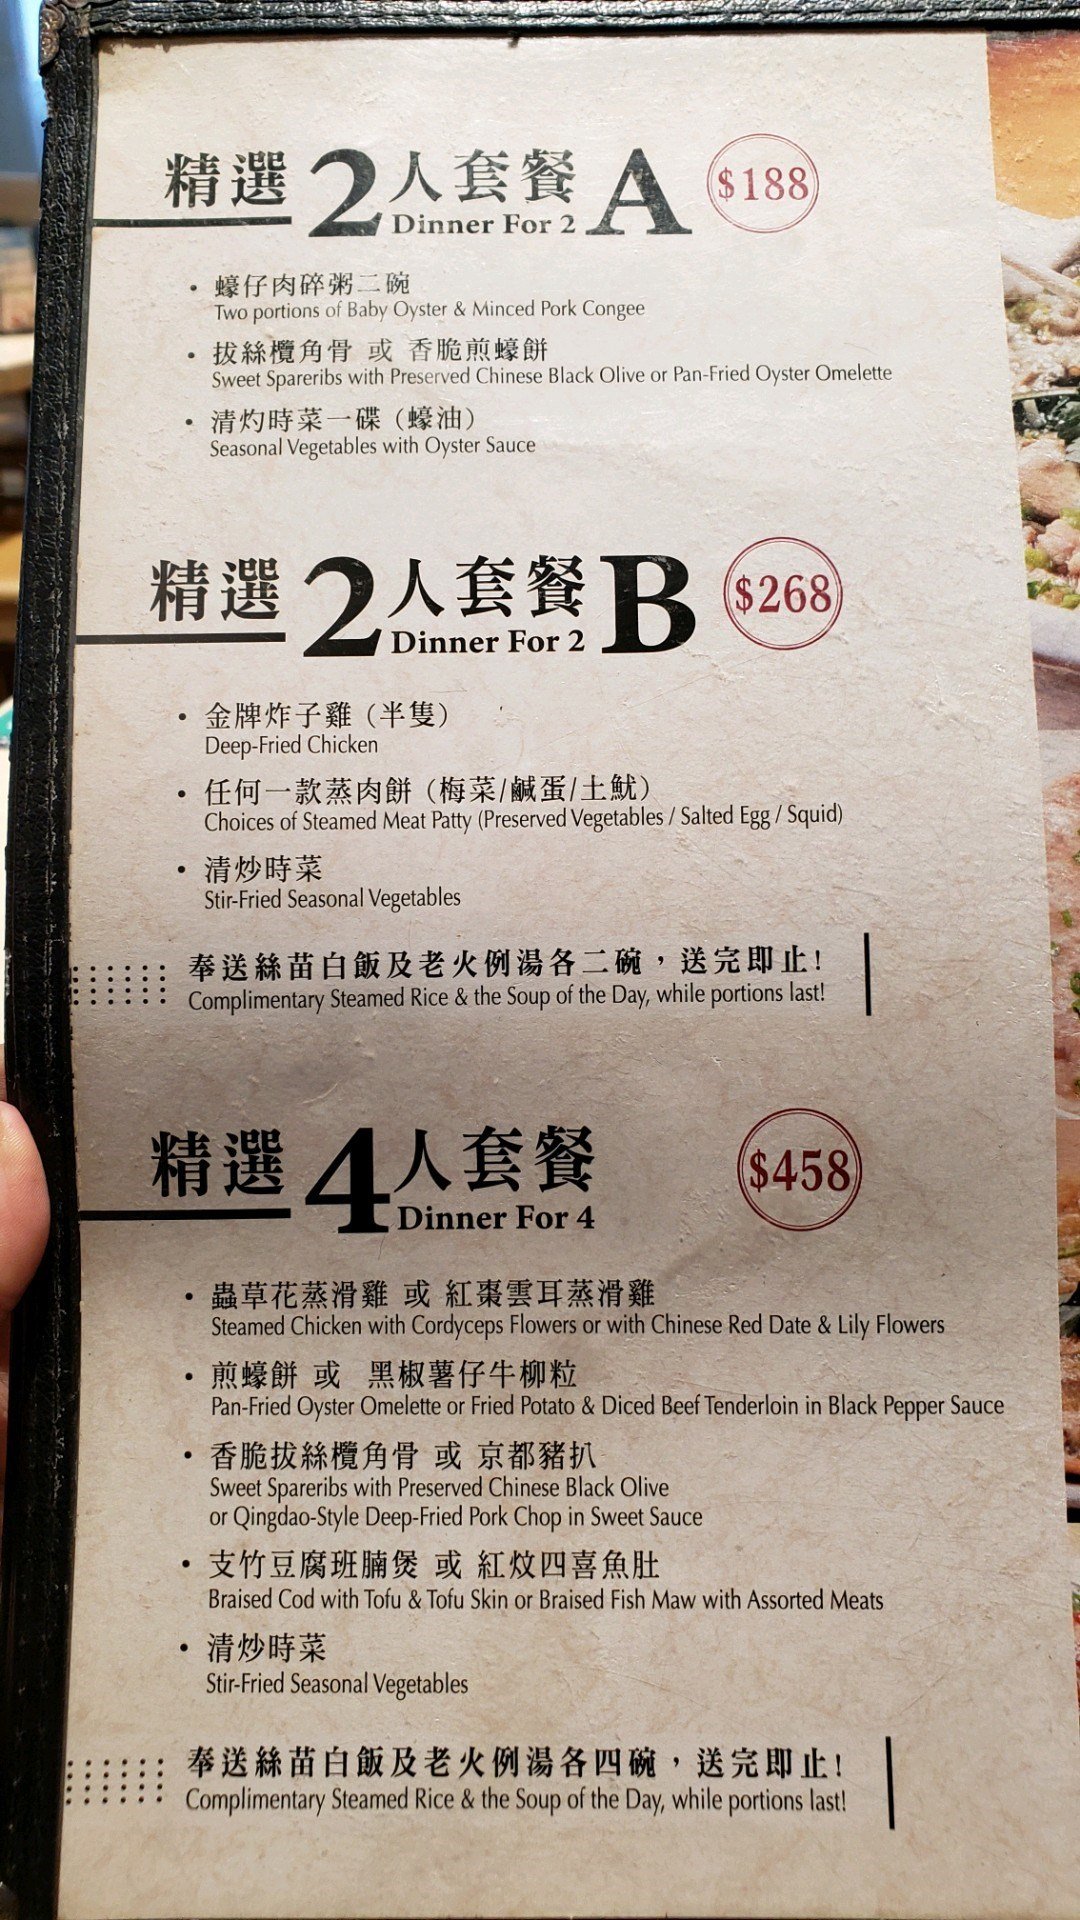 精選 2人套餐 A $188
Dinner For 2
• 蠔仔肉碎粥二碗
Two portions of Baby Oyster & Minced Pork Congee
• 拔絲欖角骨 或 香脆煎蠔餅
Sweet Spareribs with Preserved Chinese Black Olive or Pan-Fried Oyster Omelette
• 清灼時菜一碟 (蠔油)
Seasonal Vegetables with Oyster Sauce
精選 2人套餐 B $268
Dinner For 2
• 金牌炸子雞 (半隻)
Deep-Fried Chicken
• 任何一款蒸肉餅 (梅菜/鹹蛋/土魷)
Choices of Steamed Meat Patty (Preserved Vegetables / Salted Egg / Squid)
• 清炒時菜
Stir-Fried Seasonal Vegetables
奉送絲苗白飯及老火例湯各二碗，送完即止!
Complimentary Steamed Rice & the Soup of the Day, while portions last!
精選 4人套餐 $458
Dinner For 4
• 蟲草花蒸滑雞 或 紅棗雲耳蒸滑雞
Steamed Chicken with Cordyceps Flowers or with Chinese Red Date & Lily Flowers
• 煎蠔餅 或 黑椒薯仔牛柳粒
Pan-Fried Oyster Omelette or Fried Potato & Diced Beef Tenderloin in Black Pepper Sauce
• 香脆拔絲欖角骨 或 京都豬扒
Sweet Spareribs with Preserved Chinese Black Olive
or Qingdao-Style Deep-Fried Pork Chop in Sweet Sauce
• 支竹豆腐班腩煲 或 紅炆四喜魚肚
Braised Cod with Tofu & Tofu Skin or Braised Fish Maw with Assorted Meats
• 清炒時菜
Stir-Fried Seasonal Vegetables
奉送絲苗白飯及老火例湯各四碗，送完即止!
Complimentary Steamed Rice & the Soup of the Day, while portions last!